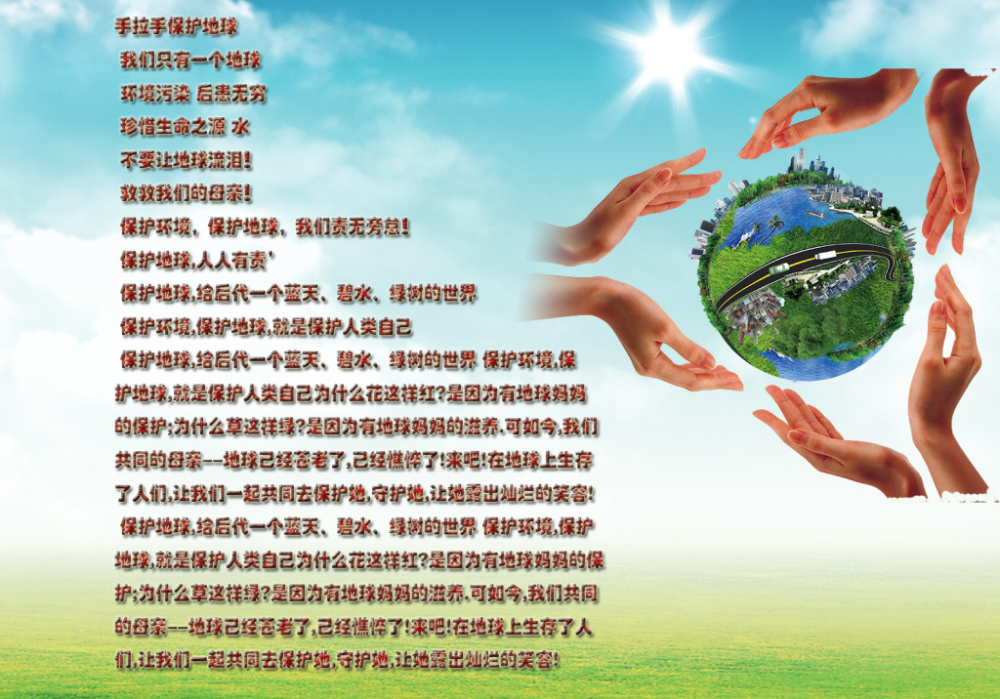 手拉手保护地球
我们只有一个地球
环境污染 后患无穷
珍惜生命之源 水
不要让地球流泪！
救救我们的母亲！
保护环境，保护地球，我们责无旁怠！
保护地球,人人有责'
保护地球,给后代一个蓝天、碧水、绿树的世界
保护环境,保护地球,就是保护人类自己
保护地球,给后代一个蓝天、碧水、绿树的世界 保护环境,保
护地球,就是保护人类自己为什么花这样红?是因为有地球妈妈
的保护;为什么草这样绿?是因为有地球妈妈的滋养.可如今,我们
共同的母亲--地球已经苍老了,已经憔悴了!来吧!在地球上生存
了人们,让我们一起共同去保护她,守护她,让她露出灿烂的笑容!
保护地球,给后代一个蓝天、碧水、绿树的世界 保护环境,保护
地球,就是保护人类自己为什么花这样红?是因为有地球妈妈的保
护;为什么草这样绿?是因为有地球妈妈的滋养.可如今,我们共同
的母亲--地球已经苍老了,已经憔悴了!来吧!在地球上生存了人
们,让我们一起共同去保护她,守护她,让她露出灿烂的笑容!